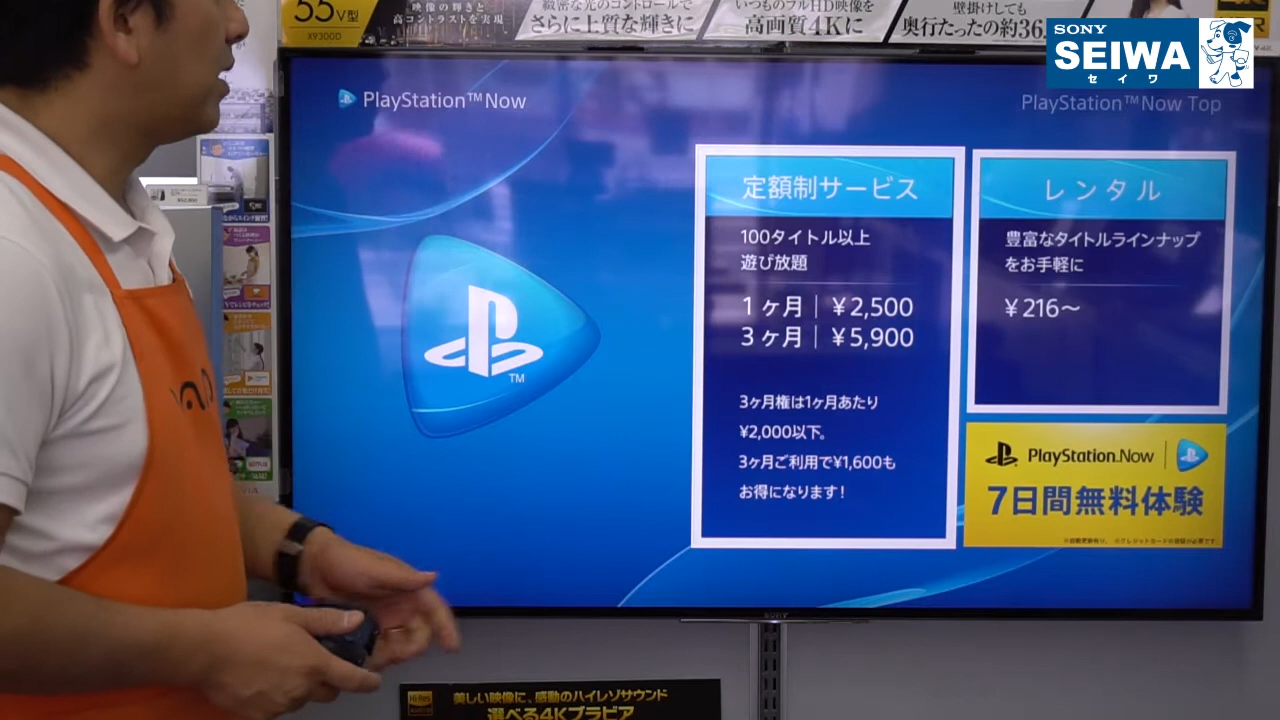 55V型
X9300D
映像の輝きと
高コントラストを実現
緻密な光のコントロールで
さらに上質な輝きに
いつものフルHD映像を
高画質4Kに
壁掛けしても
奥行たったの約36
SONY
SEIWA
セイワ
PlayStation™Now
PlayStation™Now Top
定額制サービス
100タイトル以上
遊び放題
1ヶ月｜¥2,500
3ヶ月｜¥5,900
3ヶ月権は1ヶ月あたり
¥2,000以下。
3ヶ月ご利用で¥1,600も
お得になります！
レンタル
豊富なタイトルラインナップ
をお手軽に
¥216～
PlayStation™Now
7日間無料体験
TM
SONY
Hi-Res
AUDIO
美しい映像に、感動のハイレゾサウンド
選べる4Kブラビア